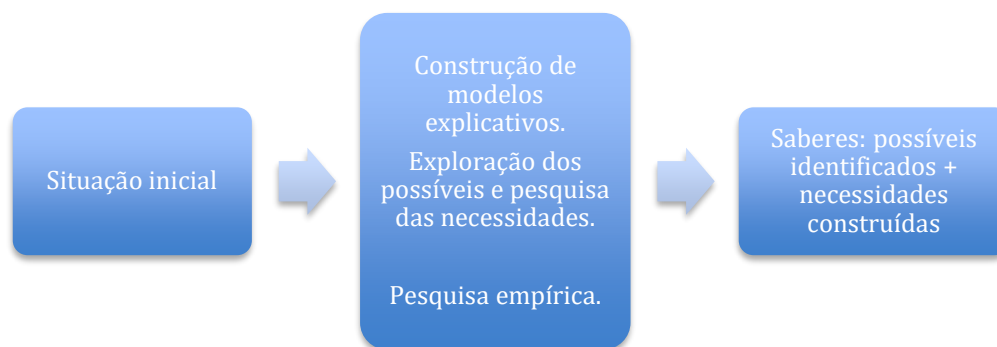 Situação inicial
Construção de
modelos
explicativos.
Exploração dos
possíveis e pesquisa
das necessidades.
Pesquisa empírica.
Saberes: possíveis
identificados +
necessidades
construídas